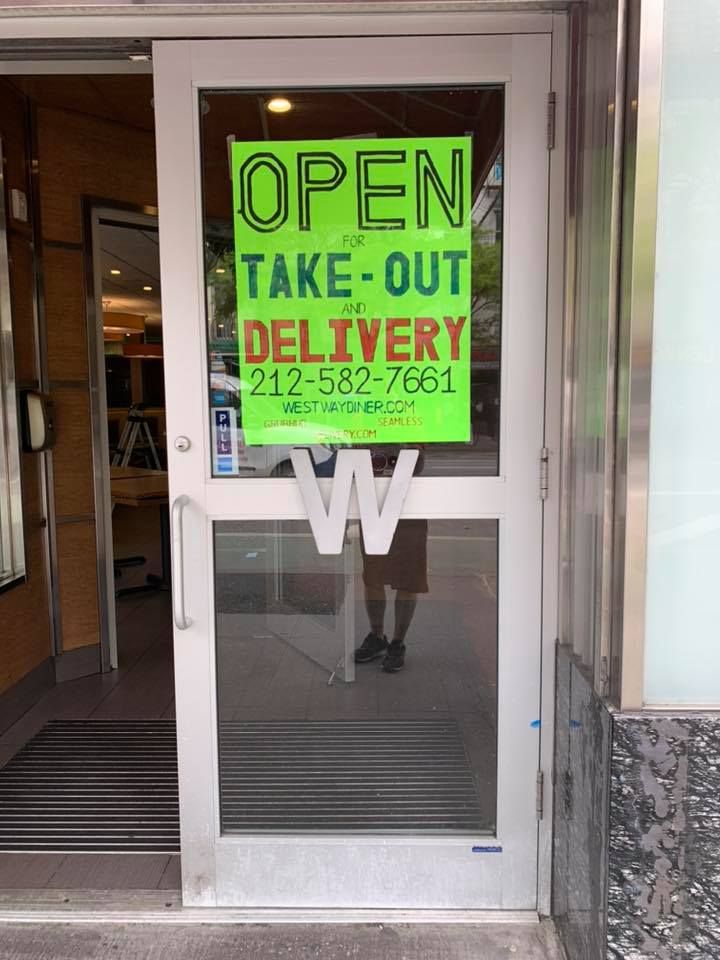 OPEN
FOR
TAKE-OUT
AND
DELIVERY
212-582-7661
WESTWAYDINER.COM
GRUBHUB SEAMLESS
PULL
W